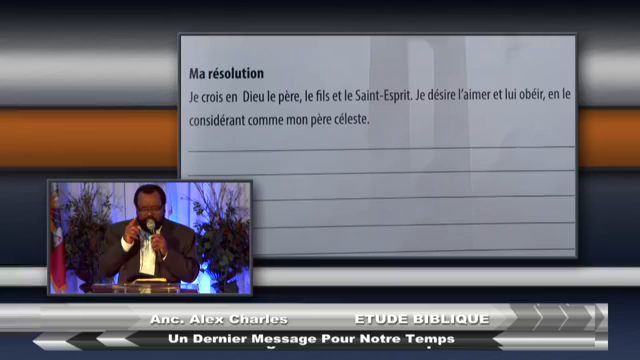 Ma résolution
Je crois en Dieu le père, le fils et le Saint-Esprit. Je désire l'aimer et lui obéir, en le
considérant comme mon père céleste.
Anc. Alex Charles ETUDE BIBLIQUE
Un Dernier Message Pour Notre Temps